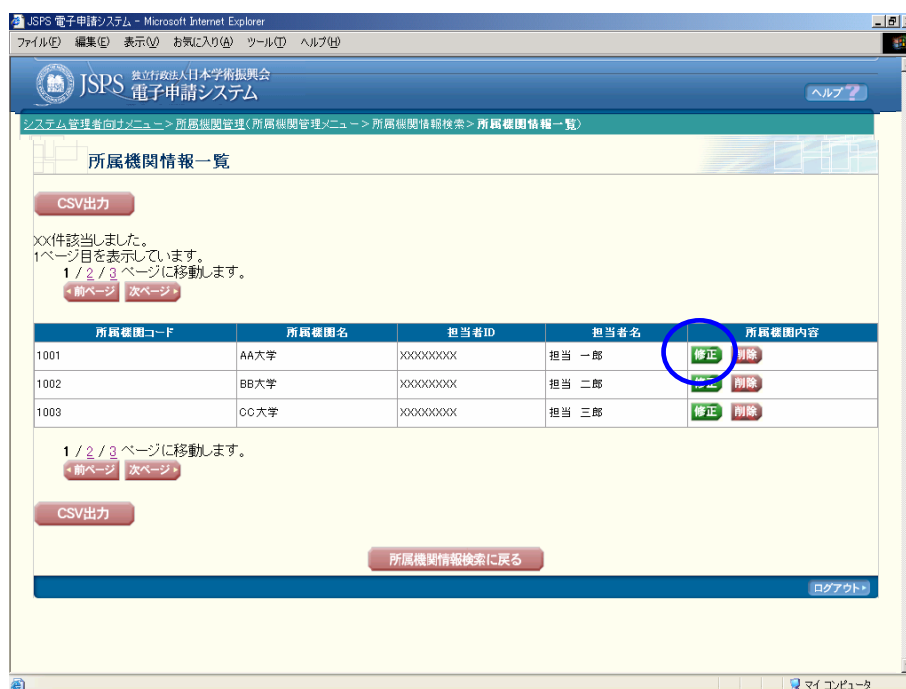 JSPS 電子申請システム - Microsoft Internet Explorer
ファイル(F) 編集(E) 表示(V) お気に入り(A) ツール(T) ヘルプ(H)
JSPS 独立行政法人日本学術振興会
電子申請システム
ヘルプ ?
システム管理者向けメニュー>所属機関管理(所属機関管理メニュー>所属機関情報検索>所属機関情報一覧)
所属機関情報一覧
CSV出力
XX件該当しました。
1ページ目を表示しています。
1 / 2 / 3 ページに移動します。
前ページ 次ページ
所属機関コード 所属機関名 担当者ID 担当者名 所属機関内容
1001 AA大学 XXXXXXXXX 担当 一郎 修正 削除
1002 BB大学 XXXXXXXXX 担当 二郎 修正 削除
1003 CC大学 XXXXXXXXX 担当 三郎 修正 削除
1 / 2 / 3 ページに移動します。
前ページ 次ページ
CSV出力
所属機関情報検索に戻る
ログアウト
マイ コンピュータ